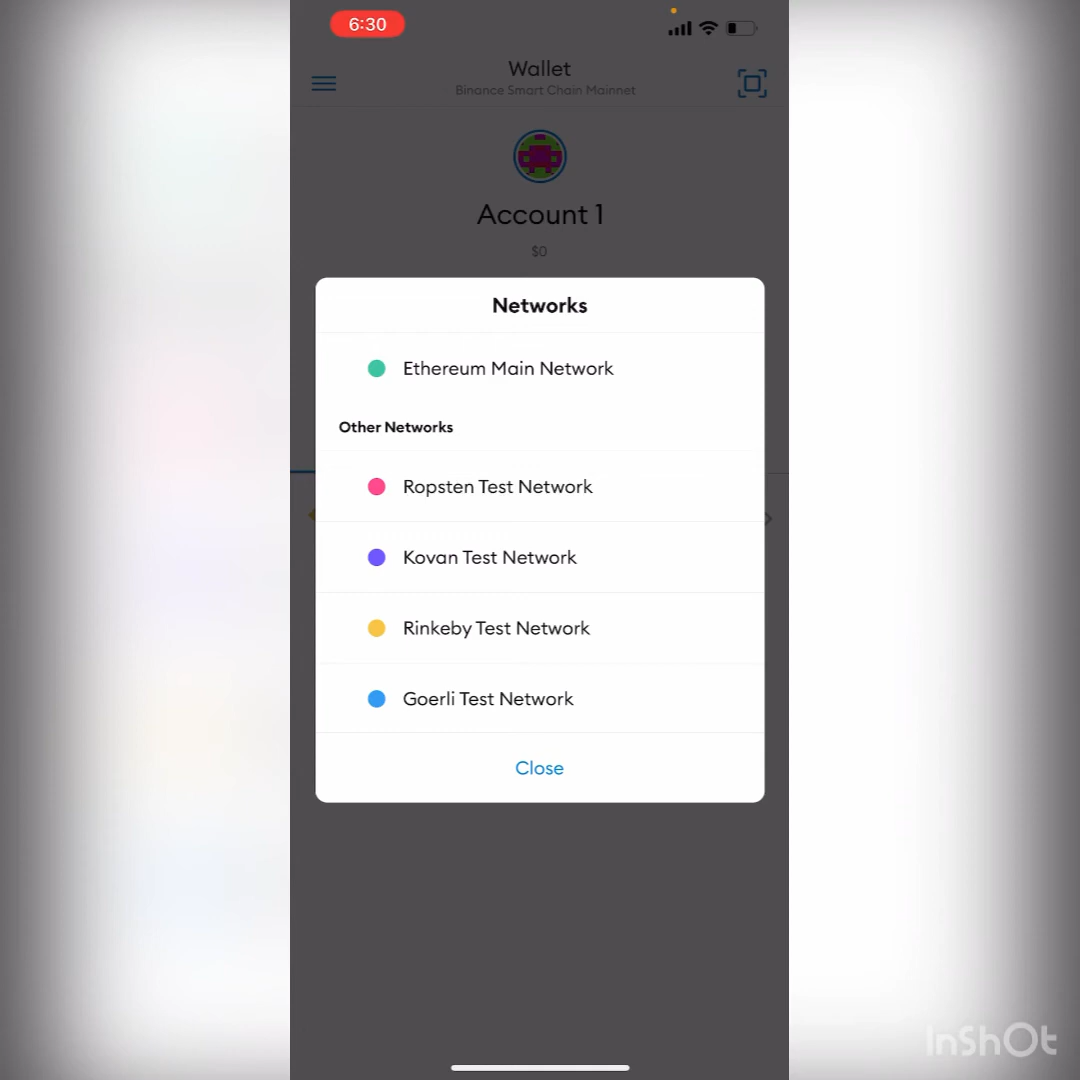 6:30
Wallet
Binance Smart Chain Mainnet
Account 1
$0
Networks
Ethereum Main Network
Other Networks
Ropsten Test Network
Kovan Test Network
Rinkeby Test Network
Goerli Test Network
Close
InShOt